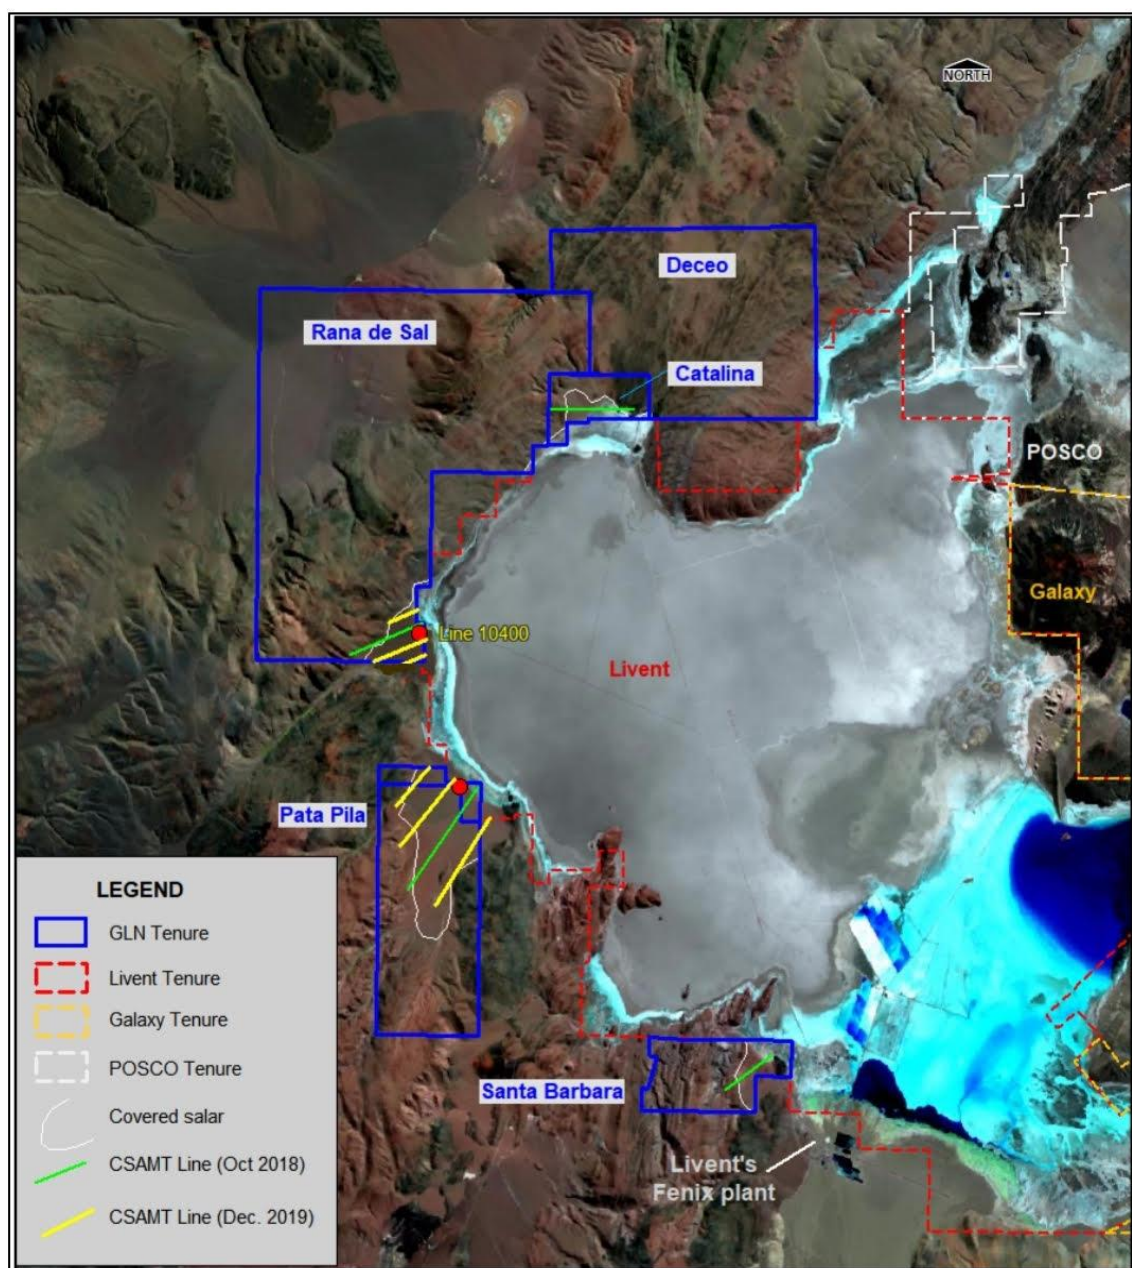 NORTH
Deceo
Rana de Sal
Catalina
POSCO
Galaxy
Line 10400
Livent
Pata Pila
LEGEND
GLN Tenure
Livent Tenure
Galaxy Tenure
POSCO Tenure
Covered salar
CSAMT Line (Oct 2018)
CSAMT Line (Dec. 2019)
Santa Barbara
Livent's
Fenix plant